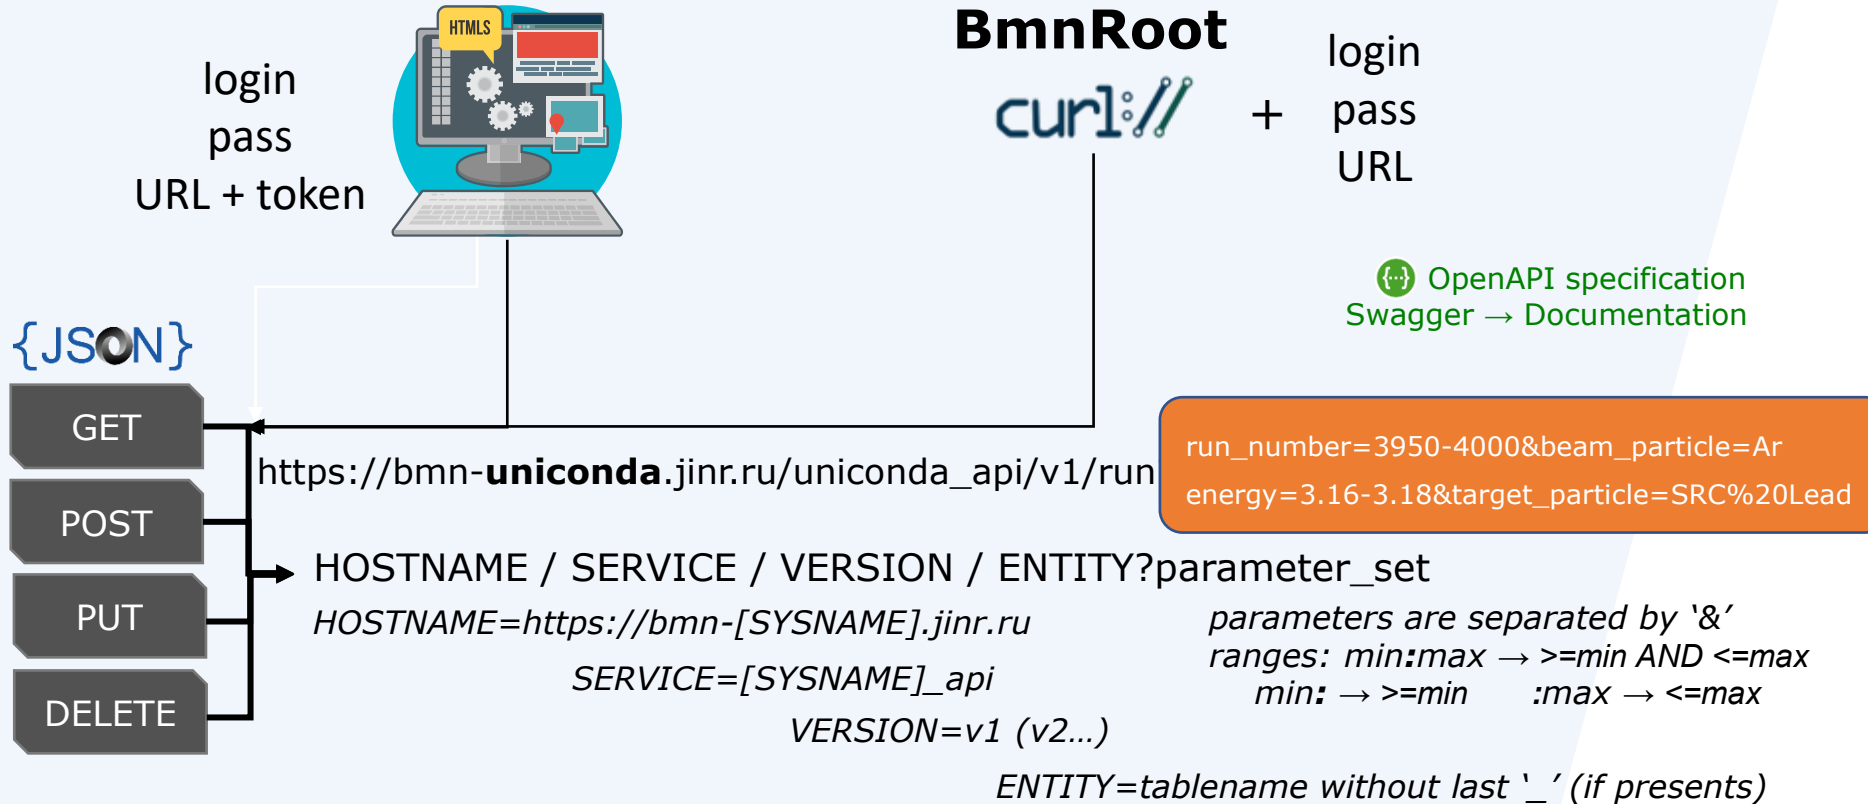 HTML5
login
pass
URL + token
BmnRoot
curl://
+
login
pass
URL
{···} OpenAPI specification
Swagger → Documentation
{JSON}
GET
POST
PUT
DELETE
https://bmn-uniconda.jinr.ru/uniconda_api/v1/run
run_number=3950-4000&beam_particle=Ar
energy=3.16-3.18&target_particle=SRC%20Lead
HOSTNAME / SERVICE / VERSION / ENTITY?parameter_set
HOSTNAME=https://bmn-[SYSNAME].jinr.ru
SERVICE=[SYSNAME]_api
VERSION=v1 (v2…)
ENTITY=tablename without last ‘_’ (if presents)
parameters are separated by ‘&’
ranges: min:max → >=min AND <=max
min: → >=min :max → <=max